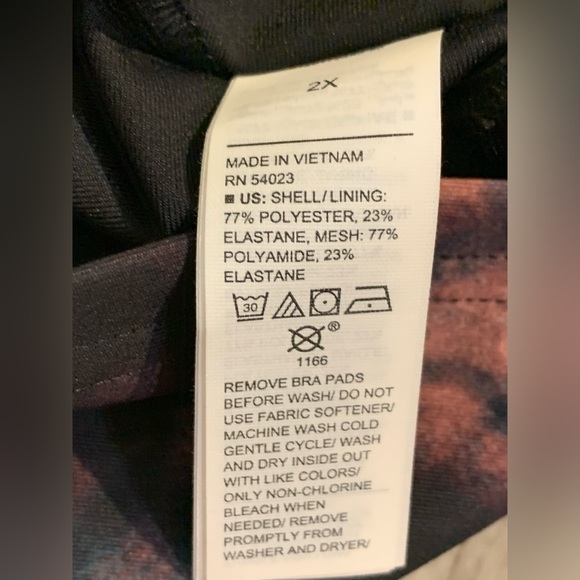 2X
MADE IN VIETNAM
RN 54023
US: SHELL/LINING:
77% POLYESTER, 23%
ELASTANE, MESH: 77%
POLYAMIDE, 23%
ELASTANE
30
®
1166
REMOVE BRA PADS
BEFORE WASH/ DO NOT
USE FABRIC SOFTENER/
MACHINE WASH COLD
GENTLE CYCLE/ WASH
AND DRY INSIDE OUT
WITH LIKE COLORS/
ONLY NON-CHLORINE
BLEACH WHEN
NEEDED/ REMOVE
PROMPTLY FROM
WASHER AND DRYER/